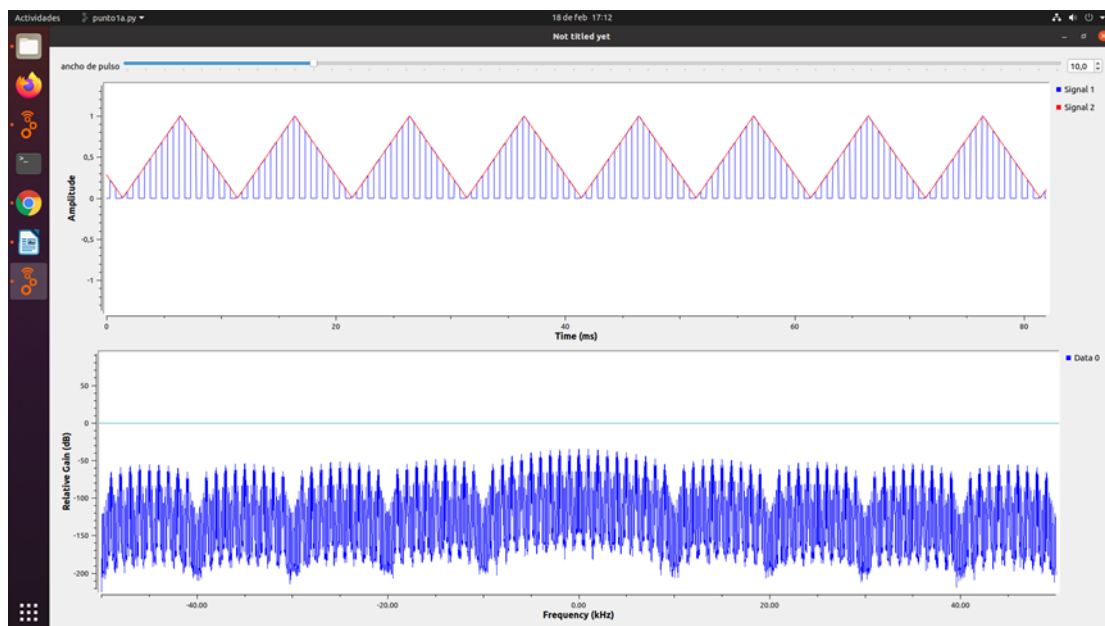 Actividades punto1a.py 18 de feb 17:12
Not titled yet
ancho de pulso 10,0
Signal 1
Signal 2
1
0,5
0
-0,5
-1
Amplitude
0 20 40 60 80
Time (ms)
Data 0
50
0
-50
-100
-150
-200
Relative Gain (dB)
-40.00 -20.00 0.00 20.00 40.00
Frequency (kHz)